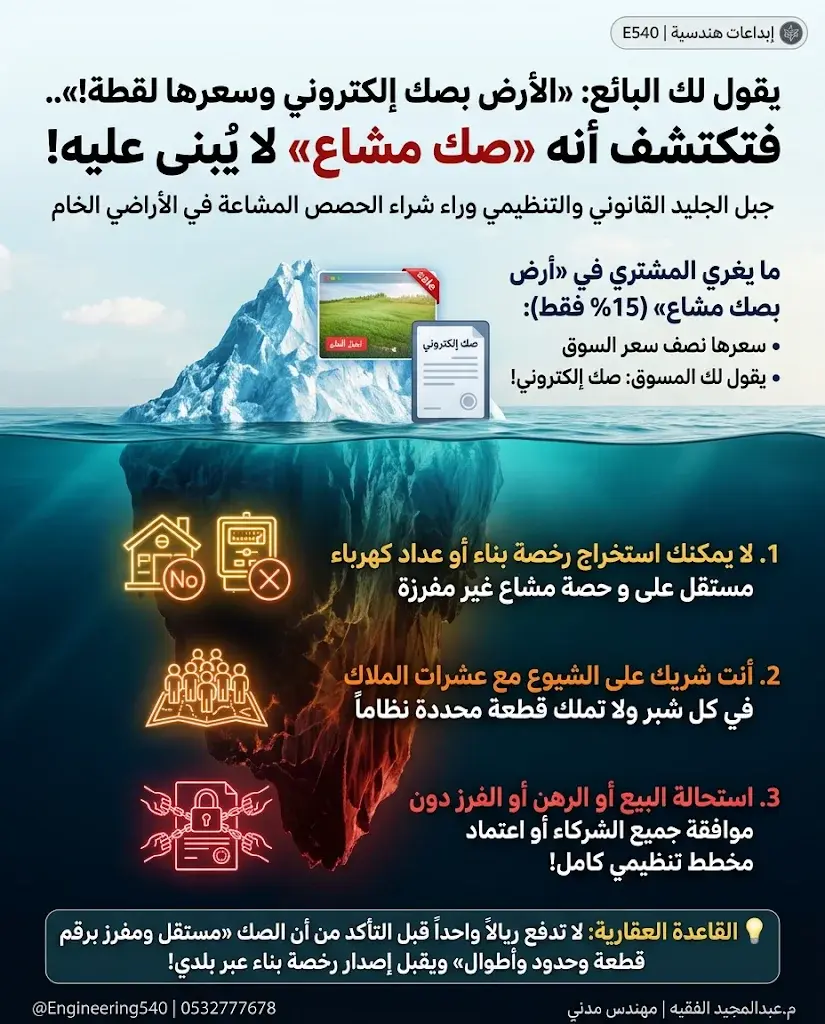 إبداعات هندسية | E540
يقول لك البائع: «الأرض بصك إلكتروني وسعرها لقطة!»..
فتكتشف أنه «صك مشاع» لا يُبنى عليه!
جبل الجليد القانوني والتنظيمي وراء شراء الحصص المشاعة في الأراضي الخام
ما يغري المشتري في «أرض
بصك مشاع» (15% فقط):
• سعرها نصف سعر السوق
• يقول لك المسوق: صك إلكتروني!
sale
صك إلكتروني
1. لا يمكنك استخراج رخصة بناء أو عداد كهرباء
مستقل على و حصة مشاع غير مفرزة
No
2. أنت شريك على الشيوع مع عشرات الملاك
في كل شبر ولا تملك قطعة محددة نظاماً
3. استحالة البيع أو الرهن أو الفرز دون
موافقة جميع الشركاء أو اعتماد
مخطط تنظيمي كامل!
القاعدة العقارية: لا تدفع ريالاً واحداً قبل التأكد من أن الصك «مستقل ومفرز برقم
قطعة وحدود وأطوال» ويقبل إصدار رخصة بناء عبر بلدي!
م.عبدالمجيد الفقيه | مهندس مدني
@Engineering540 | 0532777678